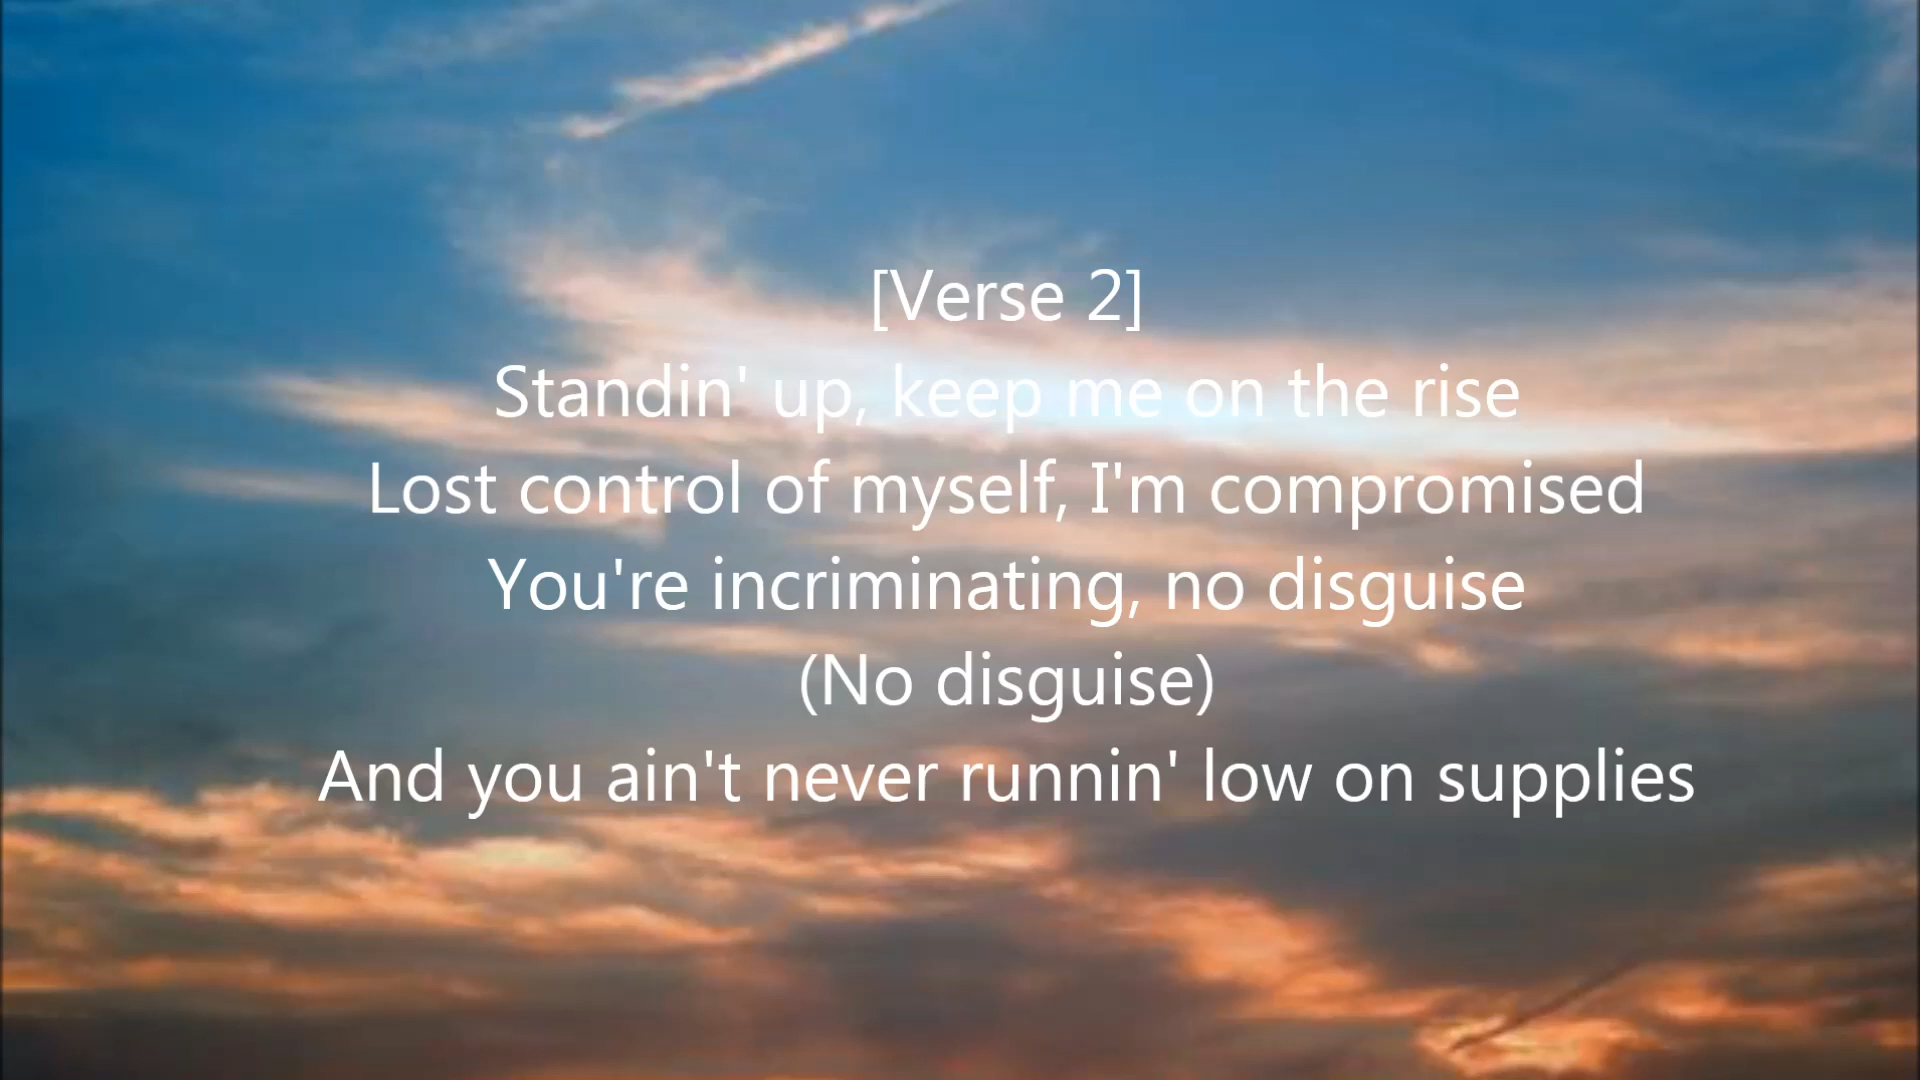 [Verse 2]
Standin' up, keep me on the rise
Lost control of myself, I'm compromised
You're incriminating, no disguise
(No disguise)
And you ain't never runnin' low on supplies